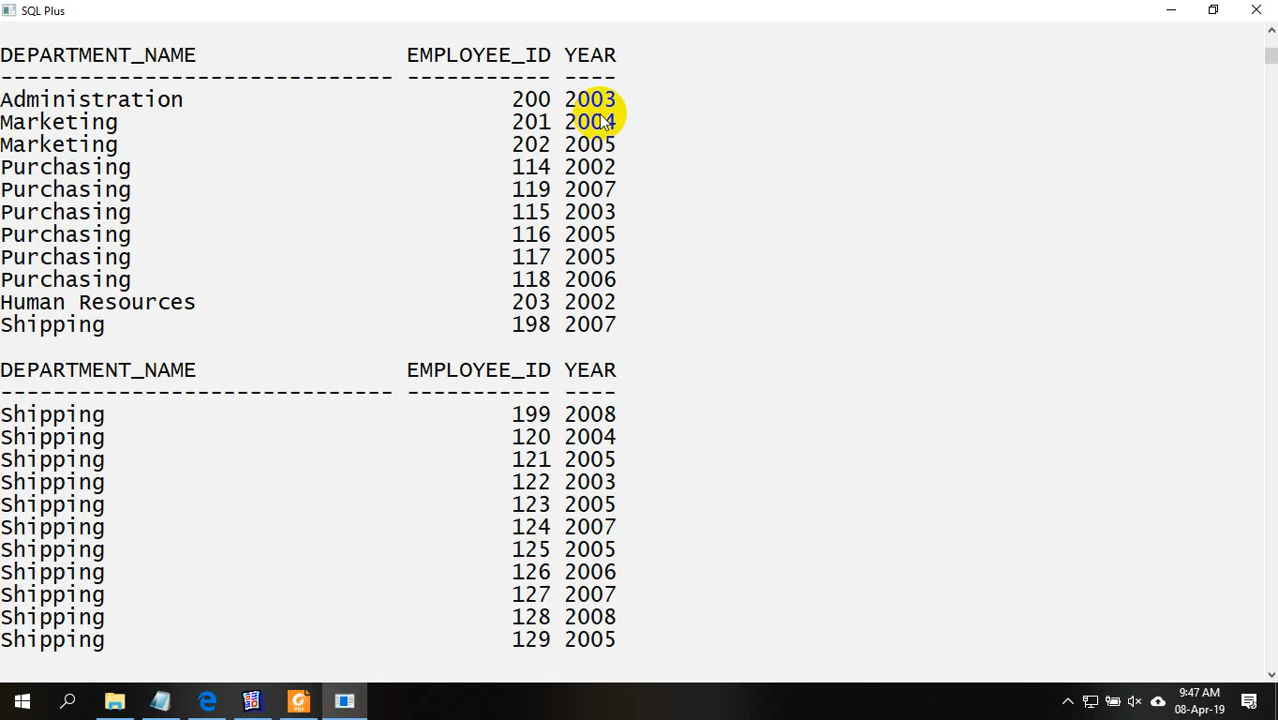 SQL Plus
DEPARTMENT_NAME EMPLOYEE_ID YEAR
------------------------------ ----------- ----
Administration 200 2003
Marketing 201 2004
Marketing 202 2005
Purchasing 114 2002
Purchasing 119 2007
Purchasing 115 2003
Purchasing 116 2005
Purchasing 117 2005
Purchasing 118 2006
Human Resources 203 2002
Shipping 198 2007
DEPARTMENT_NAME EMPLOYEE_ID YEAR
------------------------------ ----------- ----
Shipping 199 2008
Shipping 120 2004
Shipping 121 2005
Shipping 122 2003
Shipping 123 2005
Shipping 124 2007
Shipping 125 2005
Shipping 126 2006
Shipping 127 2007
Shipping 128 2008
Shipping 129 2005
9:47 AM
08-Apr-19